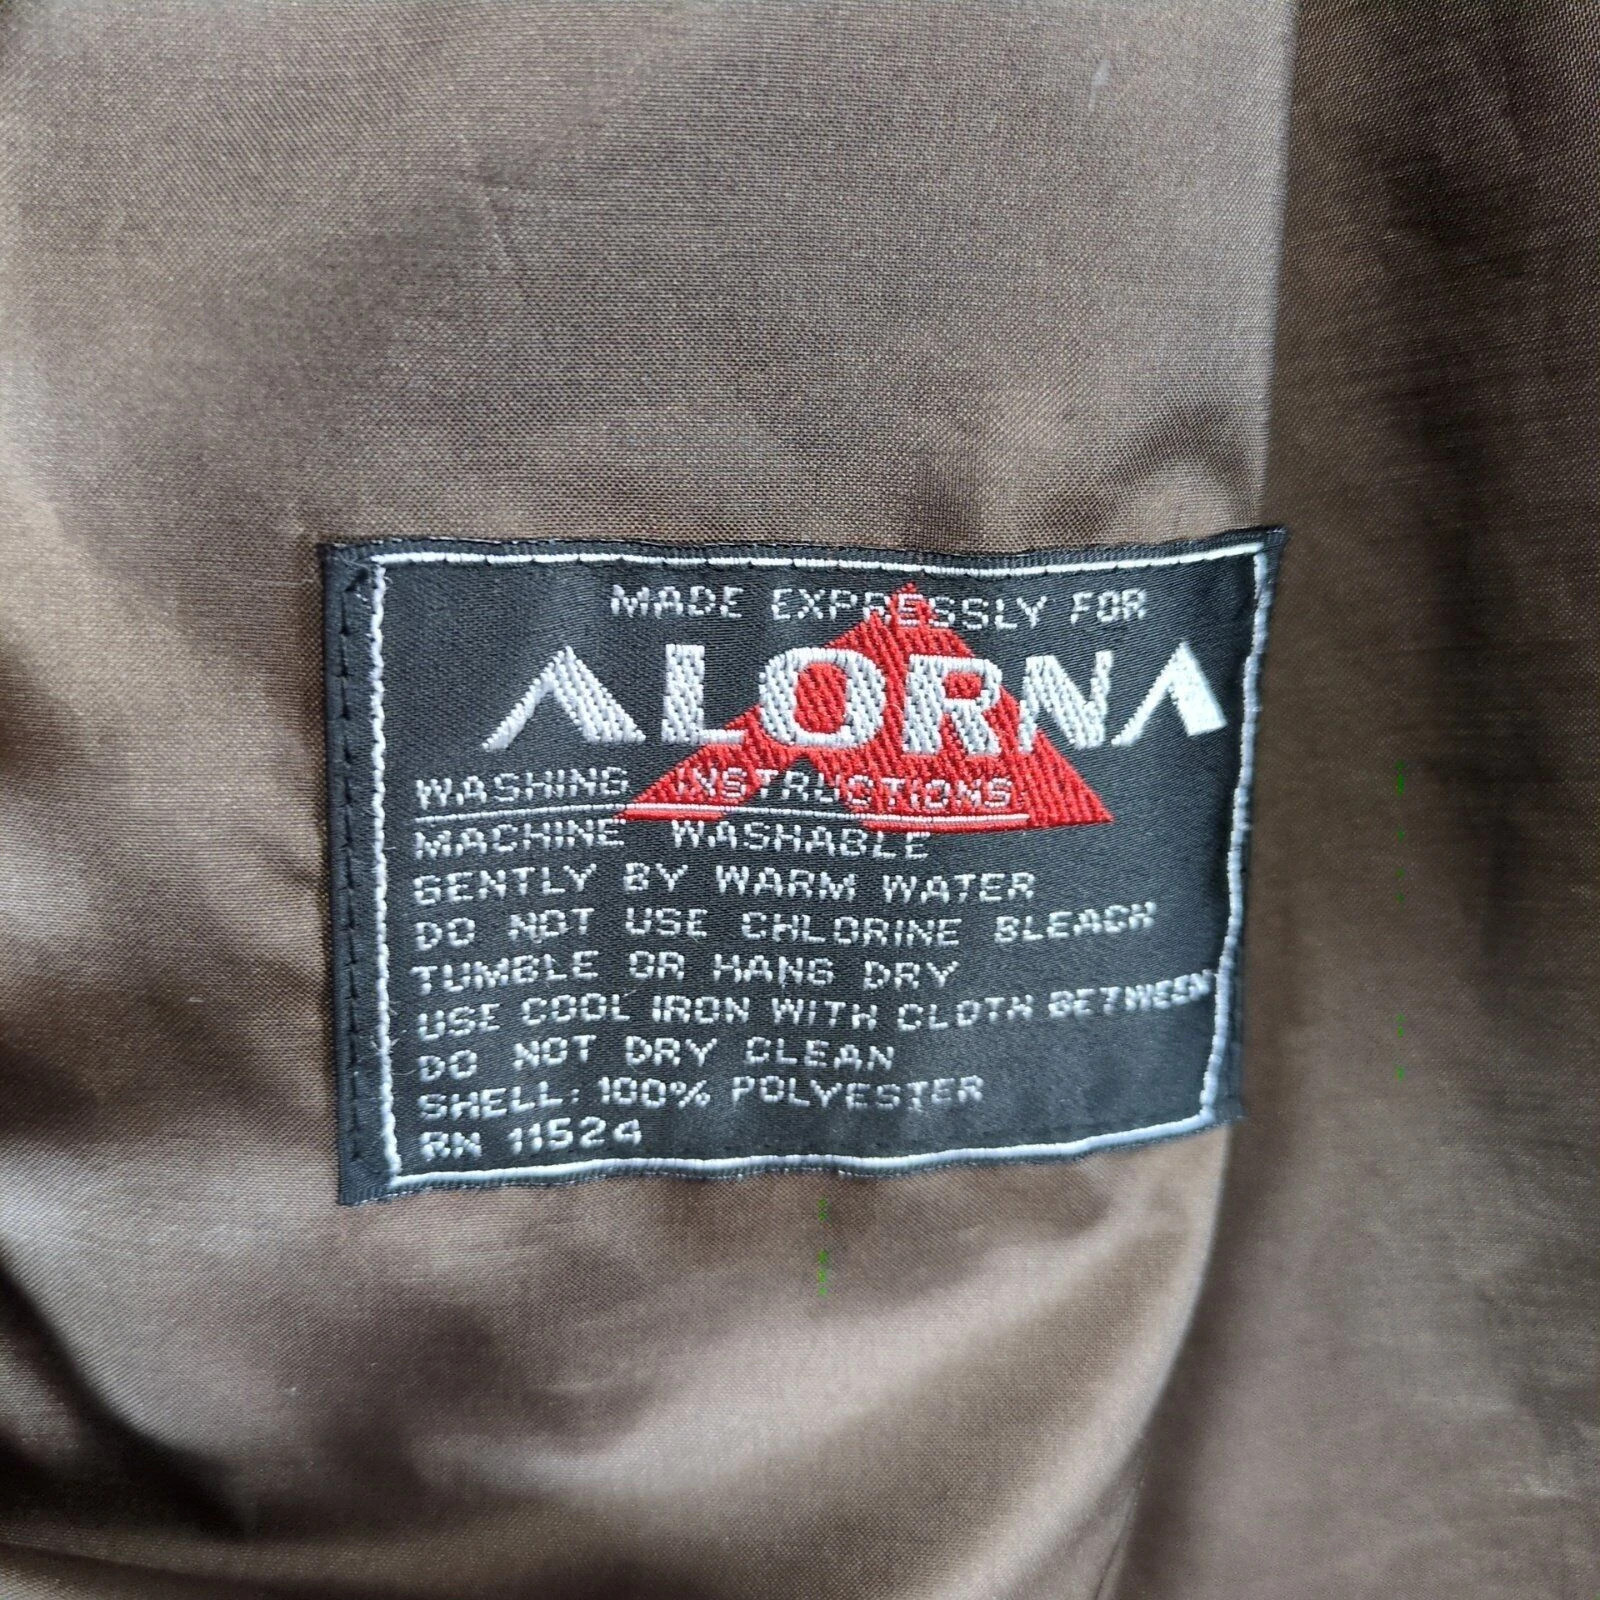 MADE EXPRESSLY FOR
ALORNA
WASHING INSTRUCTIONS
MACHINE WASHABLE
GENTLY BY WARM WATER
DO NOT USE CHLORINE BLEACH
TUMBLE OR HANG DRY
USE COOL IRON WITH CLOTH BETWEEN
DO NOT DRY CLEAN
SHELL: 100% POLYESTER
RN 11524